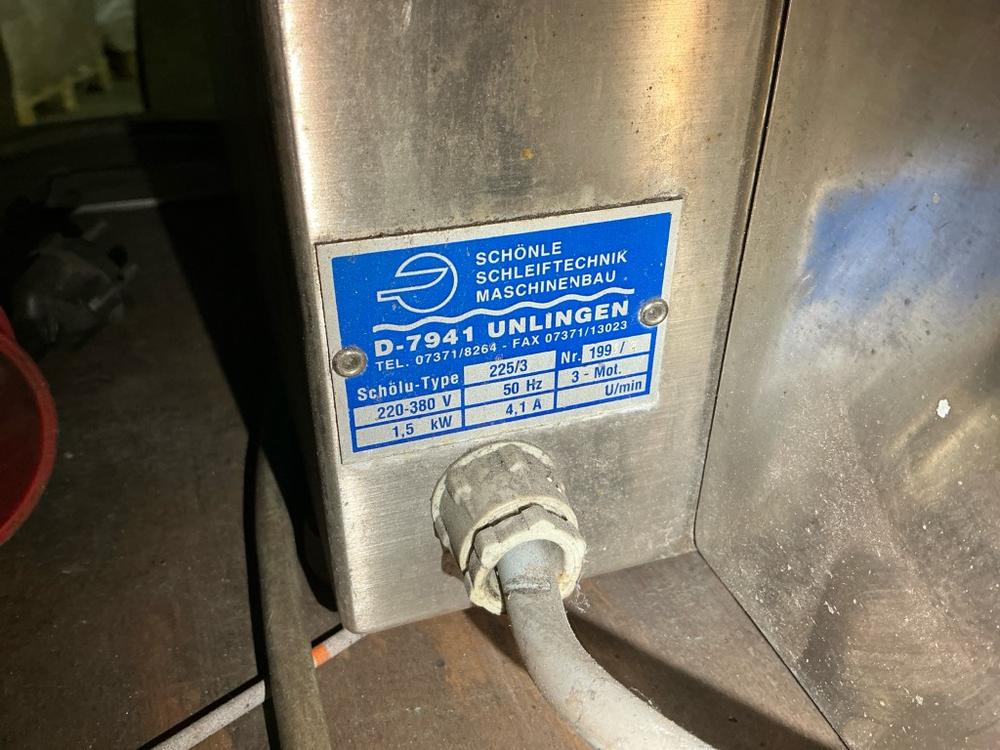 SCHÖNLE
SCHLEIFTECHNIK
MASCHINENBAU
D-7941 UNLINGEN
TEL. 07371/8264 - FAX 07371/13023
Schölu-Type 225/3 Nr. 199 /
220-380 V 50 Hz 3 - Mot.
1,5 kW 4,1 A U/min